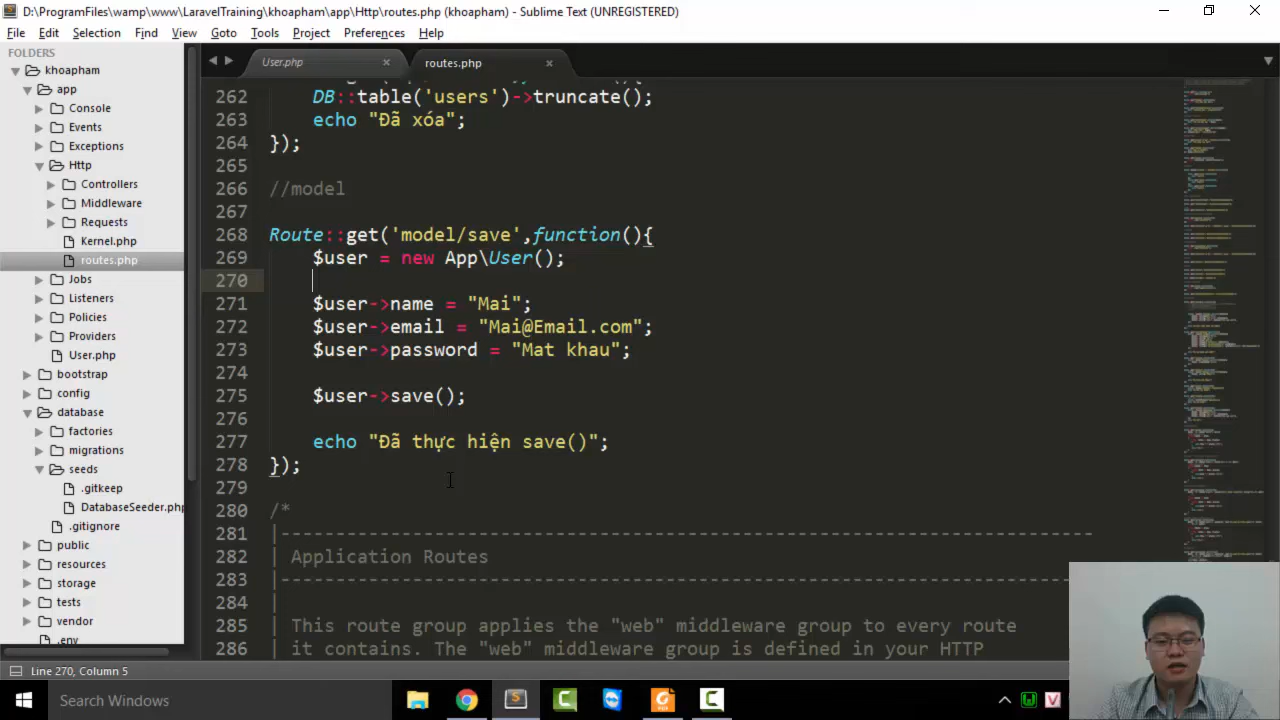 D:\ProgramFiles\wamp\www\LaravelTraining\khoapham\app\Http\routes.php (khoapham) - Sublime Text (UNREGISTERED)
File Edit Selection Find View Goto Tools Project Preferences Help
FOLDERS
khoapham
app
Console
Events
Exceptions
Http
Controllers
Middleware
Requests
Kernel.php
routes.php
Jobs
Listeners
Policies
Providers
User.php
bootstrap
config
database
factories
migrations
seeds
.gitkeep
DatabaseSeeder.php
.gitignore
public
resources
storage
tests
vendor
.env
User.php
routes.php
262 DB::table('users')->truncate();
263 echo "Đã xóa";
264 });
265
266 //model
267
268 Route::get('model/save',function(){
269 $user = new App\User();
270
271 $user->name = "Mai";
272 $user->email = "Mai@Email.com";
273 $user->password = "Mat khau";
274
275 $user->save();
276
277 echo "Đã thực hiện save()";
278 });
279
280 /*
281 |--------------------------------------------------------------------------
282 | Application Routes
283 |--------------------------------------------------------------------------
284 |
285 | This route group applies the "web" middleware group to every route
286 | it contains. The "web" middleware group is defined in your HTTP
Line 270, Column 5
Search Windows